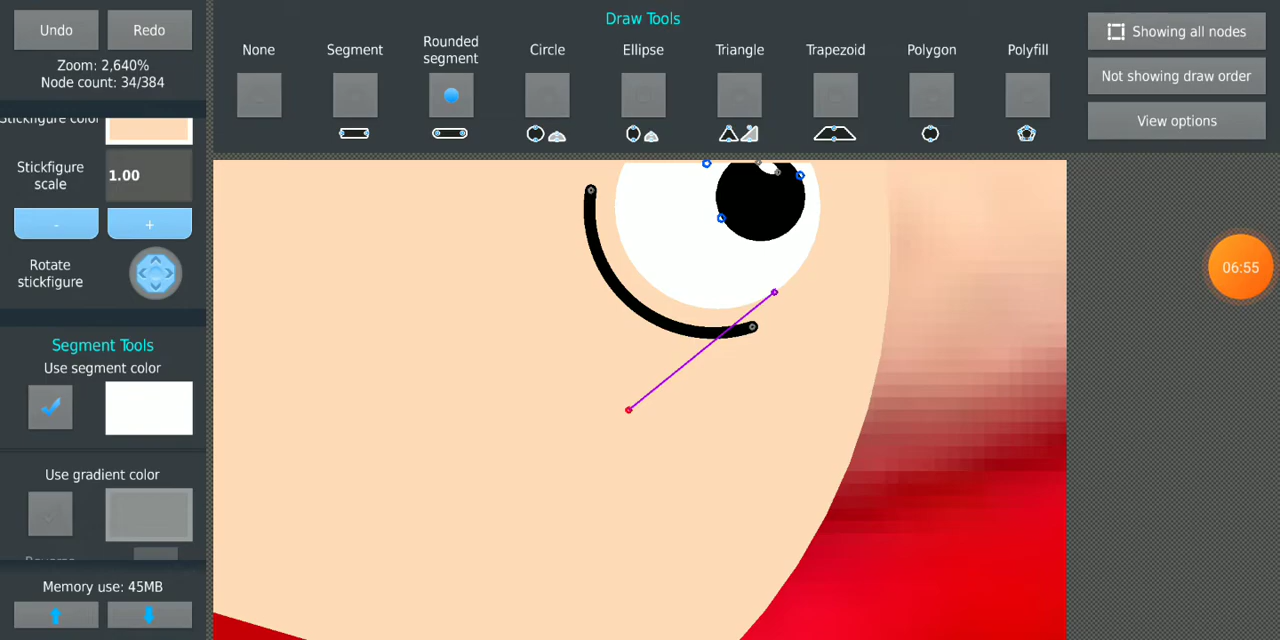 Undo
Redo
Zoom: 2,640%
Node count: 34/384
Stickfigure color
Stickfigure
scale
1.00
-
+
Rotate
stickfigure
Segment Tools
Use segment color
Use gradient color
Memory use: 45MB
Draw Tools
None
Segment
Rounded
segment
Circle
Ellipse
Triangle
Trapezoid
Polygon
Polyfill
Showing all nodes
Not showing draw order
View options
06:55